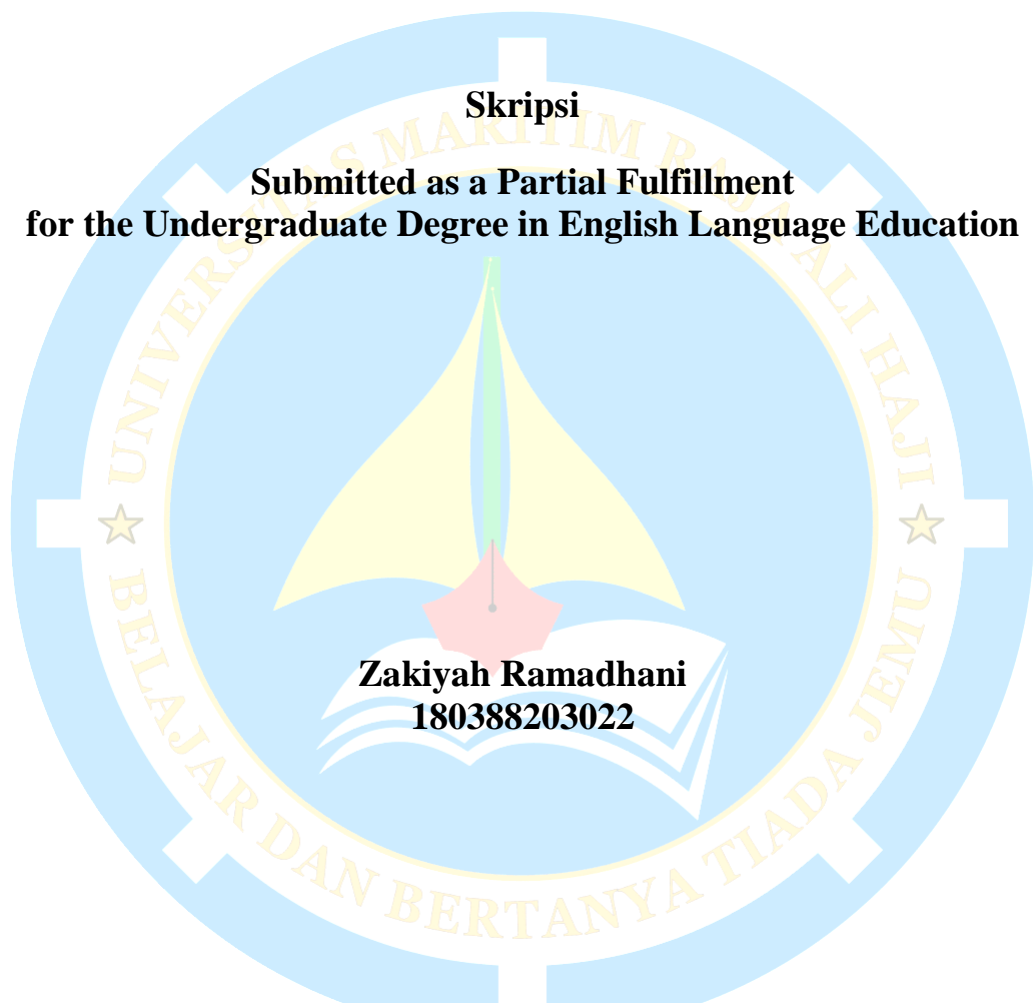 Skripsi
Submitted as a Partial Fulfillment
for the Undergraduate Degree in English Language Education
UNIVERSITAS MARITIM RAJA ALI HAJI
Zakiyah Ramadhani
180388203022
BELAJAR DAN BERTANYA TIADA JEMU